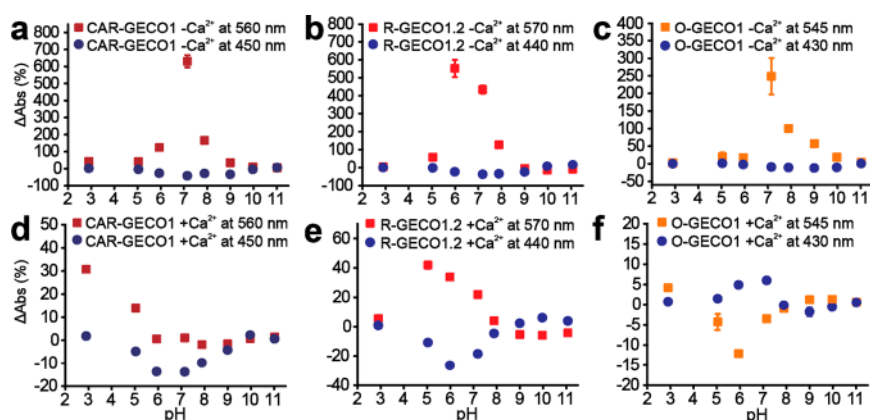 a
CAR-GECO1 -Ca²⁺ at 560 nm
CAR-GECO1 -Ca²⁺ at 450 nm
ΔAbs (%)
800
700
600
500
400
300
200
100
0
-100
2 3 4 5 6 7 8 9 10 11
b
R-GECO1.2 -Ca²⁺ at 570 nm
R-GECO1.2 -Ca²⁺ at 440 nm
800
700
600
500
400
300
200
100
0
-100
2 3 4 5 6 7 8 9 10 11
c
O-GECO1 -Ca²⁺ at 545 nm
O-GECO1 -Ca²⁺ at 430 nm
400
350
300
250
200
150
100
50
0
-50
2 3 4 5 6 7 8 9 10 11
d
CAR-GECO1 +Ca²⁺ at 560 nm
CAR-GECO1 +Ca²⁺ at 450 nm
ΔAbs (%)
50
40
30
20
10
0
-10
20
2 3 4 5 6 7 8 9 10 11
pH
e
R-GECO1.2 +Ca²⁺ at 570 nm
R-GECO1.2 +Ca²⁺ at 440 nm
60
40
20
0
-20
-40
2 3 4 5 6 7 8 9 10 11
pH
f
O-GECO1 +Ca²⁺ at 545 nm
O-GECO1 +Ca²⁺ at 430 nm
20
15
10
5
0
-5
-10
-15
-20
2 3 4 5 6 7 8 9 10 11
pH